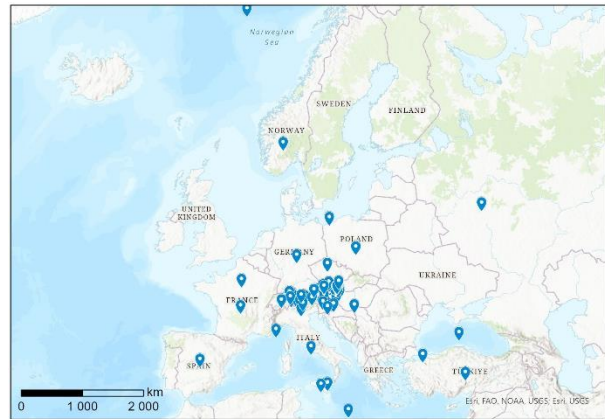 Norwegian
Sea
SWEDEN
FINLAND
NORWAY
UNITED
KINGDOM
GERMANY
POLAND
UKRAINE
FRANCE
ITALY
SPAIN
GREECE
TÜRKIYE
km
0 1 000 2 000
Esri, FAO, NOAA, USGS, Esri, USGS